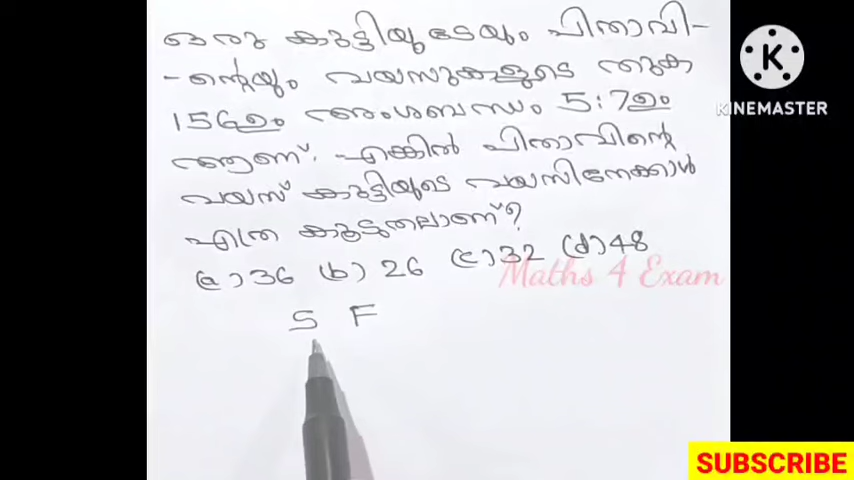 ഒരു കുട്ടിയുടേയും പിതാവി-
-ന്റെയും വയസുകളുടെ തുക
156ഉം അംശബന്ധം 5:7ഉം
ആണ്. എങ്കിൽ പിതാവിന്റെ
വയസ് കുട്ടിയുടെ വയസിനേക്കാൾ
എത്ര കൂടുതലാണ്?
(a) 36 (b) 26 (c) 32 (d) 48
S F
KINEMASTER
Maths 4 Exam
SUBSCRIBE